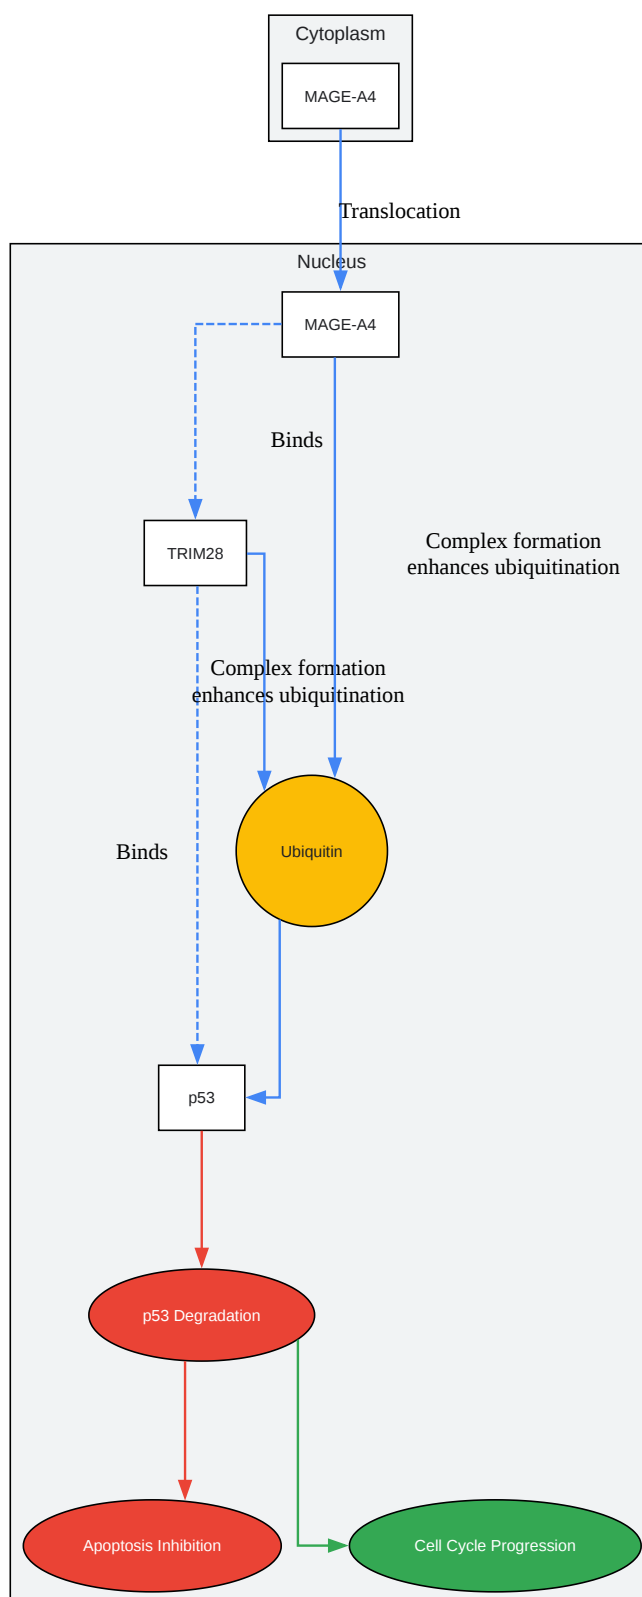 Cytoplasm
MAGE-A4
Translocation
Nucleus
MAGE-A4
Binds
Complex formation
enhances ubiquitination
TRIM28
Complex formation
enhances ubiquitination
Binds
Ubiquitin
p53
p53 Degradation
Apoptosis Inhibition
Cell Cycle Progression